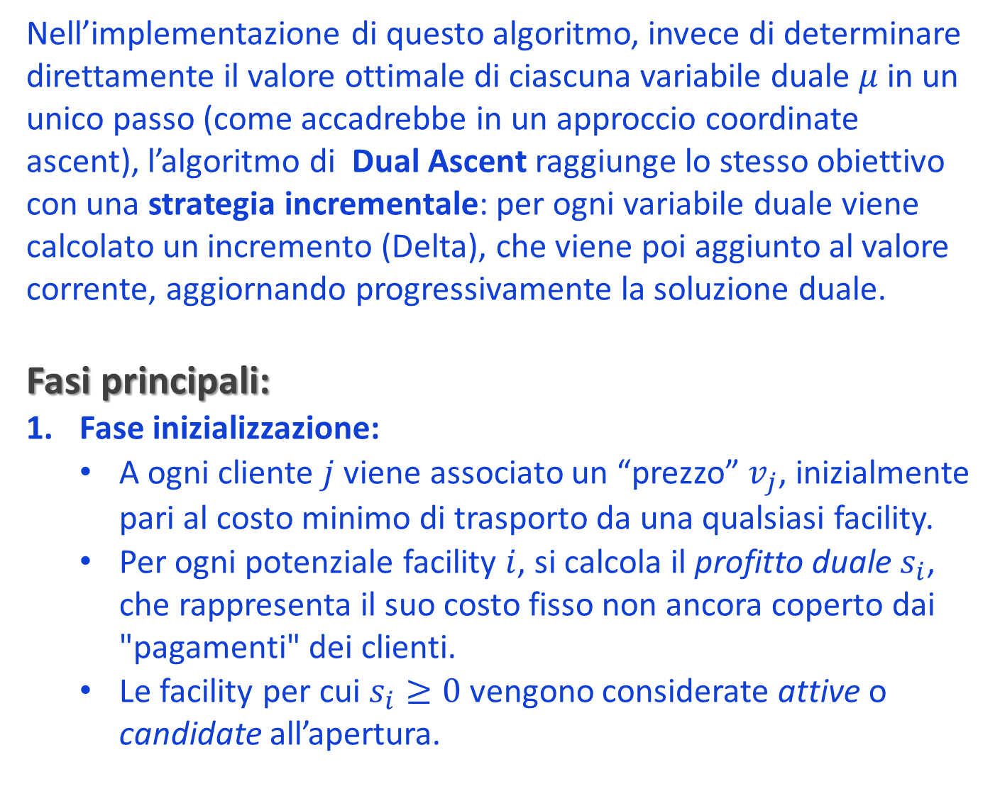 Nell’implementazione di questo algoritmo, invece di determinare
direttamente il valore ottimale di ciascuna variabile duale 𝜇 in un
unico passo (come accadrebbe in un approccio coordinate
ascent), l’algoritmo di  Dual Ascent raggiunge lo stesso obiettivo
con una strategia incrementale: per ogni variabile duale viene
calcolato un incremento (Delta), che viene poi aggiunto al valore
corrente, aggiornando progressivamente la soluzione duale.
Fasi principali:
1. Fase inizializzazione:
• A ogni cliente 𝑗 viene associato un “prezzo” 𝑣𝑗, inizialmente
pari al costo minimo di trasporto da una qualsiasi facility.
• Per ogni potenziale facility 𝑖, si calcola il profitto duale 𝑠𝑖,
che rappresenta il suo costo fisso non ancora coperto dai
"pagamenti" dei clienti.
• Le facility per cui 𝑠𝑖 ≥ 0 vengono considerate attive o
candidate all’apertura.